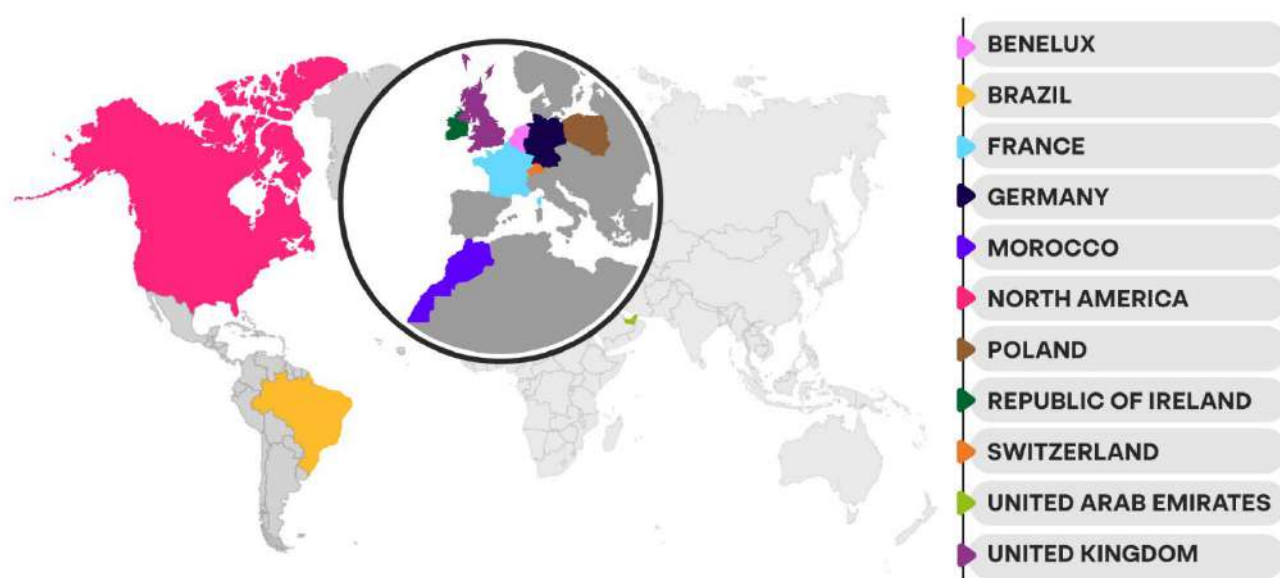 BENELUX
BRAZIL
FRANCE
GERMANY
MOROCCO
NORTH AMERICA
POLAND
REPUBLIC OF IRELAND
SWITZERLAND
UNITED ARAB EMIRATES
UNITED KINGDOM